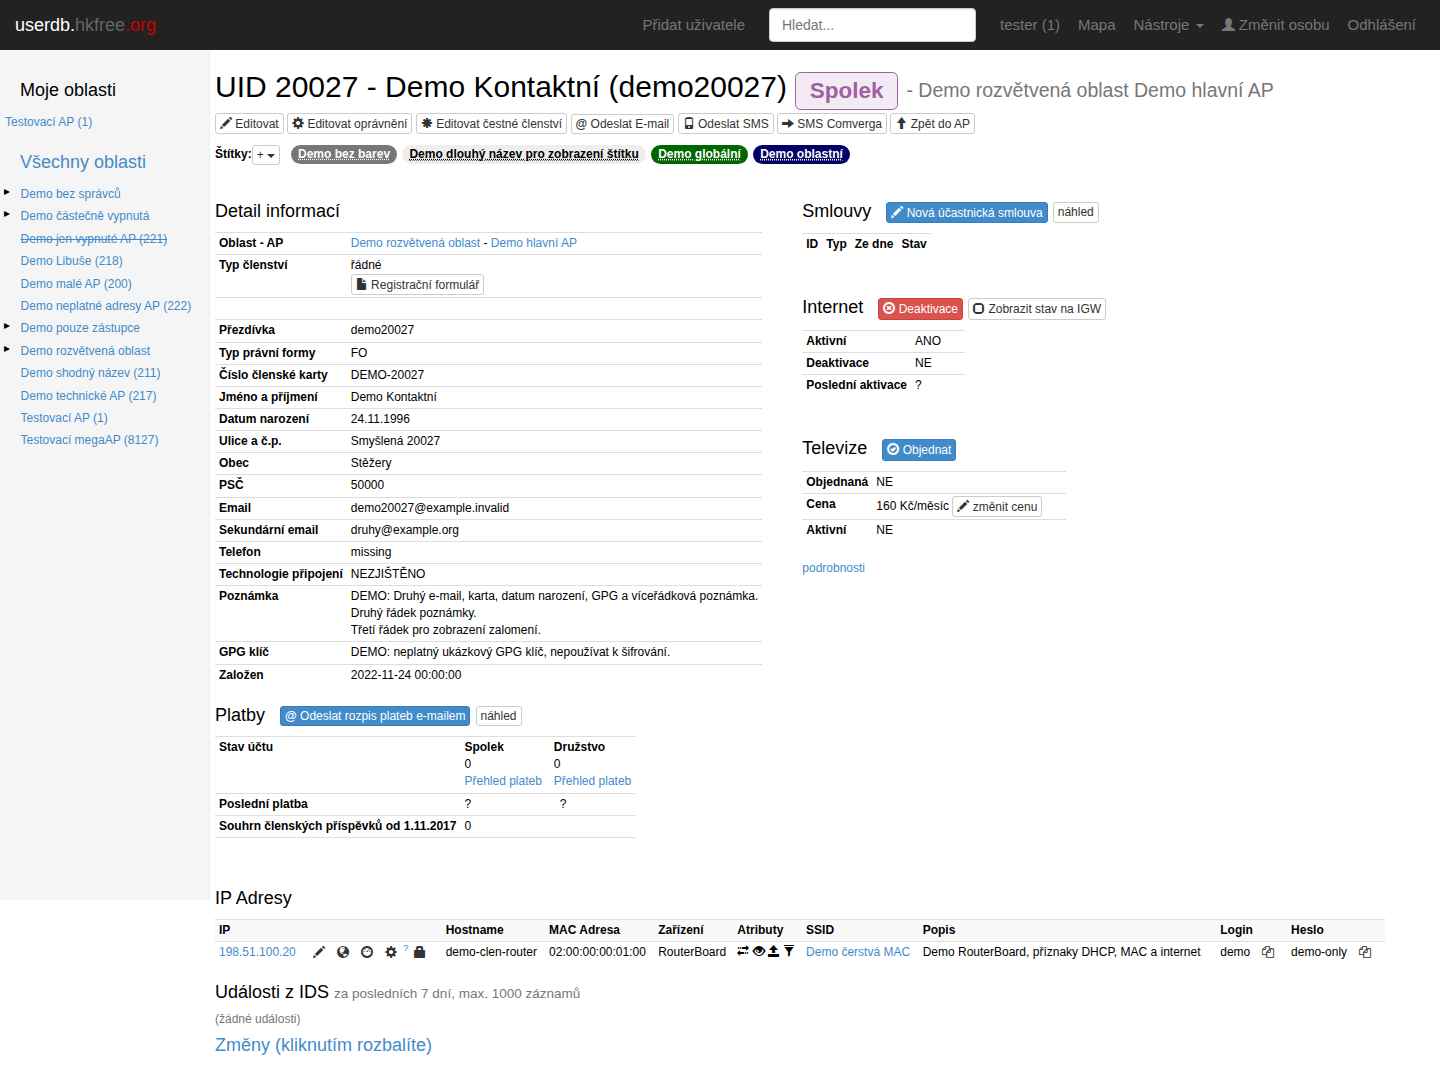 userdb.hkfree.org
Přidat uživatele
Hledat...
tester (1)
Mapa
Nástroje
Změnit osobu
Odhlášení
Moje oblasti
Testovací AP (1)
Všechny oblasti
Demo bez správců
Demo částečně vypnutá
Demo jen vypnuté AP (221)
Demo Libuše (218)
Demo malé AP (200)
Demo neplatné adresy AP (222)
Demo pouze zástupce
Demo rozvětvená oblast
Demo shodný název (211)
Demo technické AP (217)
Testovací AP (1)
Testovací megaAP (8127)
UID 20027 - Demo Kontaktní (demo20027) Spolek - Demo rozvětvená oblast Demo hlavní AP
Editovat
Editovat oprávnění
Editovat čestné členství
@ Odeslat E-mail
Odeslat SMS
SMS Comverga
Zpět do AP
Štítky: +
Demo bez barev
Demo dlouhý název pro zobrazení štítku
Demo globální
Demo oblastní
Detail informací
Oblast - AP Demo rozvětvená oblast - Demo hlavní AP
Typ členství řádné
Registrační formulář
Přezdívka demo20027
Typ právní formy FO
Číslo členské karty DEMO-20027
Jméno a příjmení Demo Kontaktní
Datum narození 24.11.1996
Ulice a č.p. Smyšlená 20027
Obec Stěžery
PSČ 50000
Email demo20027@example.invalid
Sekundární email druhy@example.org
Telefon missing
Technologie připojení NEZJIŠTĚNO
Poznámka DEMO: Druhý e-mail, karta, datum narození, GPG a víceřádková poznámka.
Druhý řádek poznámky.
Třetí řádek pro zobrazení zalomení.
GPG klíč DEMO: neplatný ukázkový GPG klíč, nepoužívat k šifrování.
Založen 2022-11-24 00:00:00
Smlouvy Nová účastnická smlouva náhled
ID Typ Ze dne Stav
Internet Deaktivace Zobrazit stav na IGW
Aktivní ANO
Deaktivace NE
Poslední aktivace ?
Televize Objednat
Objednaná NE
Cena 160 Kč/měsíc změnit cenu
Aktivní NE
podrobnosti
Platby @ Odeslat rozpis plateb e-mailem náhled
Stav účtu Spolek Družstvo
0 0
Přehled plateb Přehled plateb
Poslední platba ? ?
Souhrn členských příspěvků od 1.11.2017 0
IP Adresy
IP Hostname MAC Adresa Zařízení Atributy SSID Popis Login Heslo
198.51.100.20 ? demo-clen-router 02:00:00:00:01:00 RouterBoard Demo čerstvá MAC Demo RouterBoard, příznaky DHCP, MAC a internet demo demo-only
Události z IDS za posledních 7 dní, max. 1000 záznamů
(žádné události)
Změny (kliknutím rozbalíte)